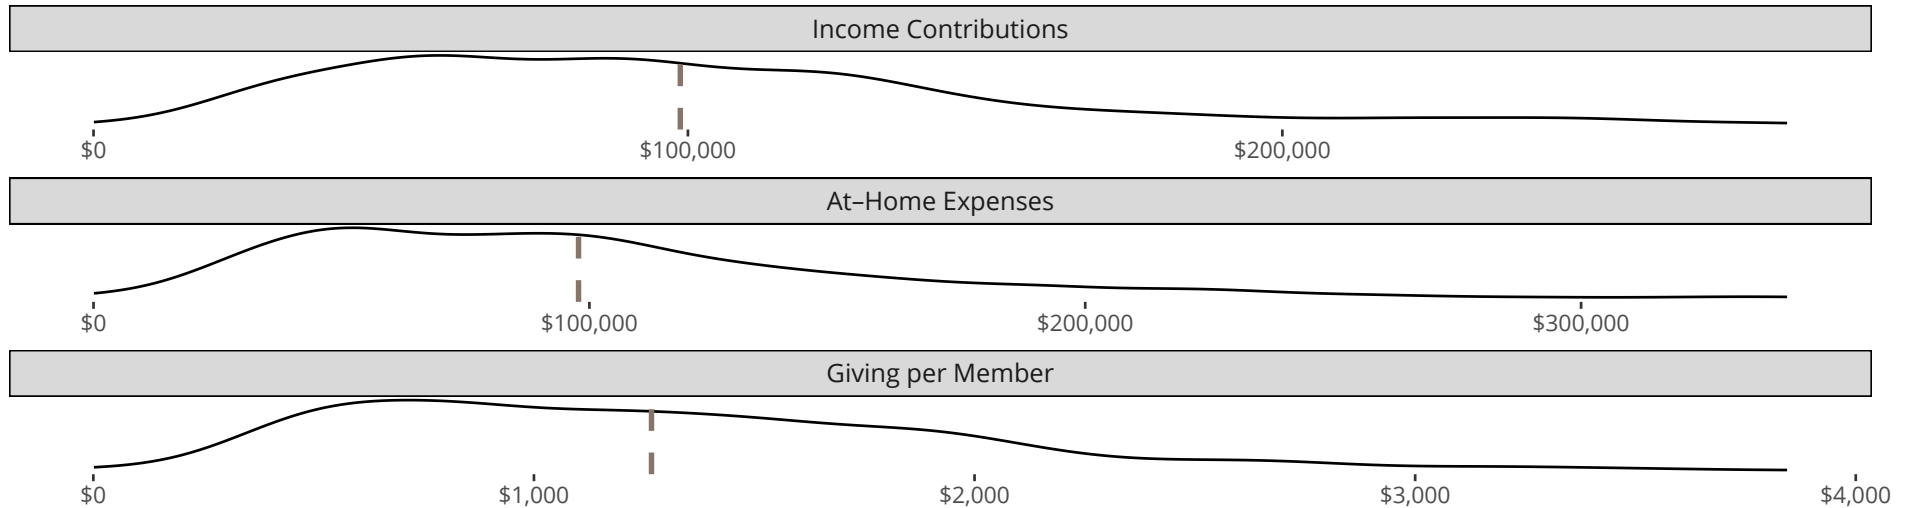 Income Contributions
$0 $100,000 $200,000
At–Home Expenses
$0 $100,000 $200,000 $300,000
Giving per Member
$0 $1,000 $2,000 $3,000 $4,000